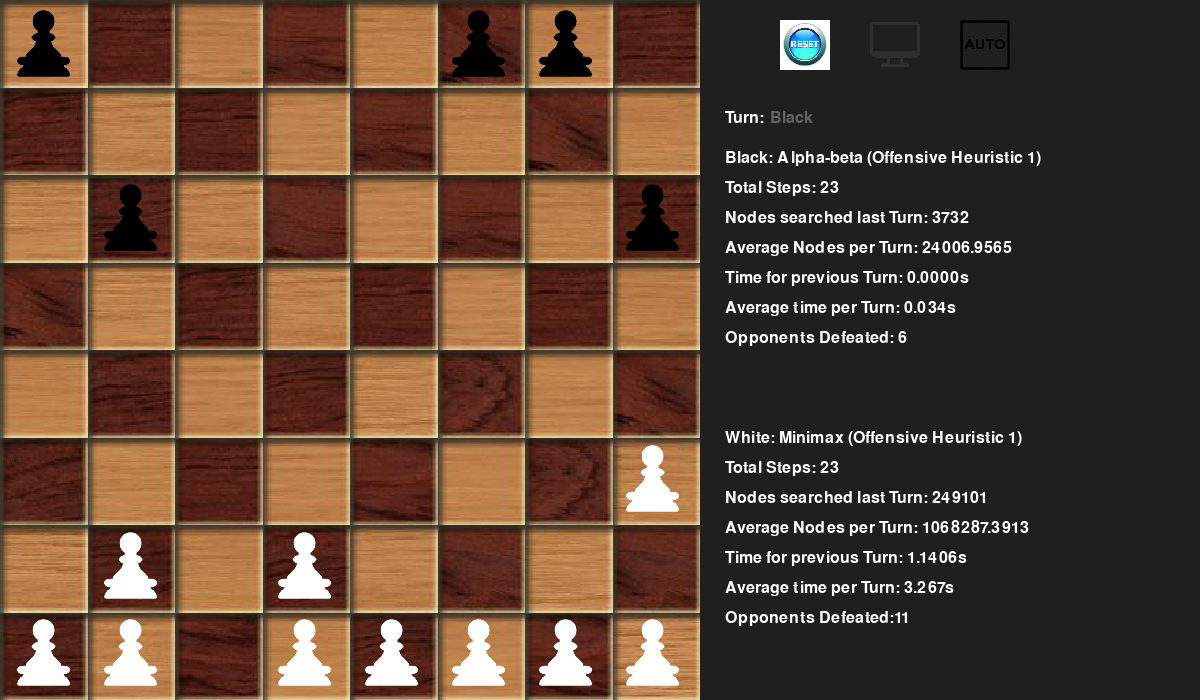 RESET
AUTO
Turn: Black
Black: Alpha-beta (Offensive Heuristic 1)
Total Steps: 23
Nodes searched last Turn: 3732
Average Nodes per Turn: 24006.9565
Time for previous Turn: 0.0000s
Average time per Turn: 0.034s
Opponents Defeated: 6
White: Minimax (Offensive Heuristic 1)
Total Steps: 23
Nodes searched last Turn: 249101
Average Nodes per Turn: 1068287.3913
Time for previous Turn: 1.1406s
Average time per Turn: 3.267s
Opponents Defeated:11